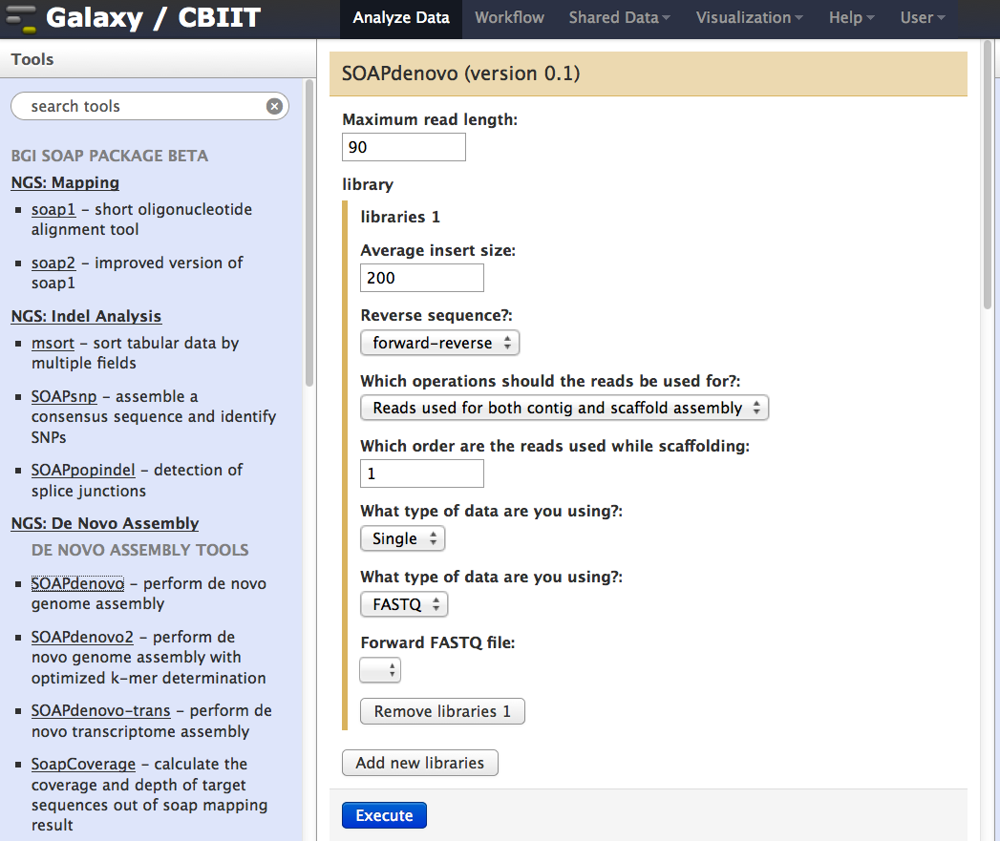 Galaxy / CBIIT
Analyze Data Workflow Shared Data Visualization Help User
Tools
search tools
BGI SOAP PACKAGE BETA
NGS: Mapping
soap1 – short oligonucleotide
alignment tool
soap2 – improved version of
soap1
NGS: Indel Analysis
msort – sort tabular data by
multiple fields
SOAPsnp – assemble a
consensus sequence and identify
SNPs
SOAPpopindel – detection of
splice junctions
NGS: De Novo Assembly
DE NOVO ASSEMBLY TOOLS
SOAPdenovo – perform de novo
genome assembly
SOAPdenovo2 – perform de
novo genome assembly with
optimized k-mer determination
SOAPdenovo-trans – perform de
novo transcriptome assembly
SoapCoverage – calculate the
coverage and depth of target
sequences out of soap mapping
result
SOAPdenovo (version 0.1)
Maximum read length:
90
library
libraries 1
Average insert size:
200
Reverse sequence?:
forward-reverse
Which operations should the reads be used for?:
Reads used for both contig and scaffold assembly
Which order are the reads used while scaffolding:
1
What type of data are you using?:
Single
What type of data are you using?:
FASTQ
Forward FASTQ file:
Remove libraries 1
Add new libraries
Execute